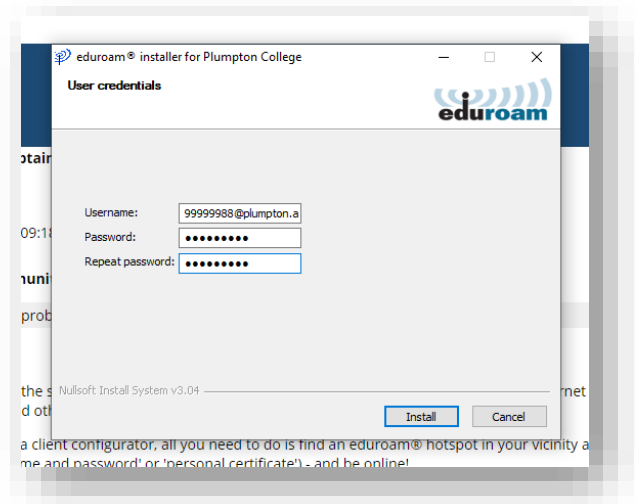 eduroam® installer for Plumpton College
User credentials
eduroam
Username:
99999988@plumpton.a
Password:
•••••••••
Repeat password:
•••••••••
09:18
prob
Nullsoft Install System v3.04
the s
rnet
d oth
Install
Cancel
a client configurator, all you need to do is find an eduroam® hotspot in your vicinity a
me and password' or 'personal certificate') - and be online!